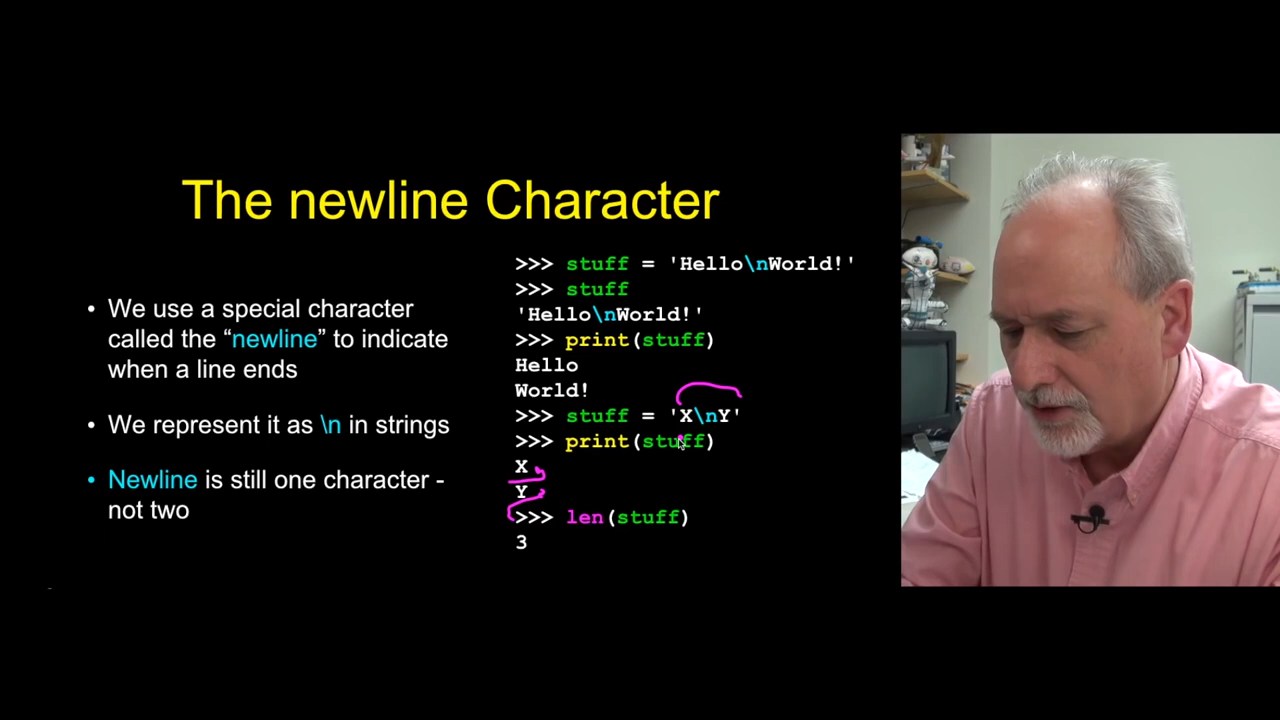 The newline Character
• We use a special character
called the “newline” to indicate
when a line ends
• We represent it as \n in strings
• Newline is still one character -
not two
>>> stuff = 'Hello\nWorld!'
>>> stuff
'Hello\nWorld!'
>>> print(stuff)
Hello
World!
>>> stuff = 'X\nY'
>>> print(stuff)
X
Y
>>> len(stuff)
3